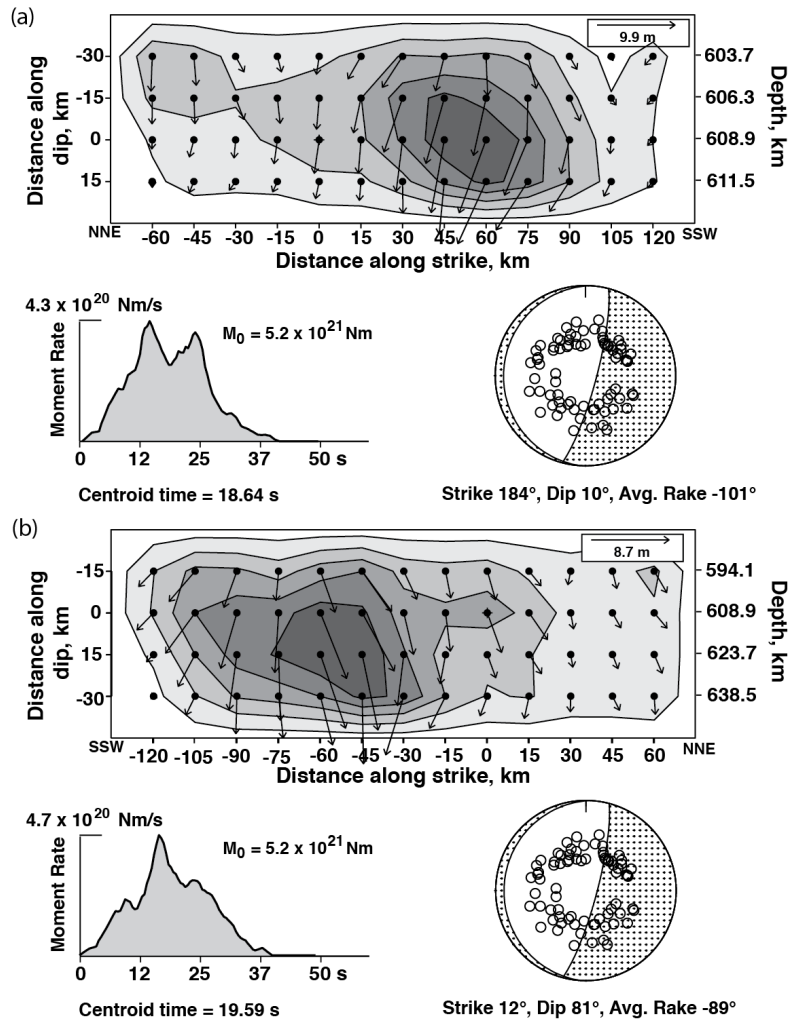 (a)
9.9 m
Distance along dip, km
-30
-15
0
15
603.7
606.3
608.9
611.5
Depth, km
NNE -60 -45 -30 -15 0 15 30 45 60 75 90 105 120 SSW
Distance along strike, km
4.3 x 10^20 Nm/s
M0 = 5.2 x 10^21 Nm
Moment Rate
0 12 25 37 50 s
Centroid time = 18.64 s
Strike 184°, Dip 10°, Avg. Rake -101°
(b)
8.7 m
Distance along dip, km
-15
0
15
-30
594.1
608.9
623.7
638.5
Depth, km
SSW -120 -105 -90 -75 -60 -45 -30 -15 0 15 30 45 60 NNE
Distance along strike, km
4.7 x 10^20 Nm/s
M0 = 5.2 x 10^21 Nm
Moment Rate
0 12 25 37 50 s
Centroid time = 19.59 s
Strike 12°, Dip 81°, Avg. Rake -89°